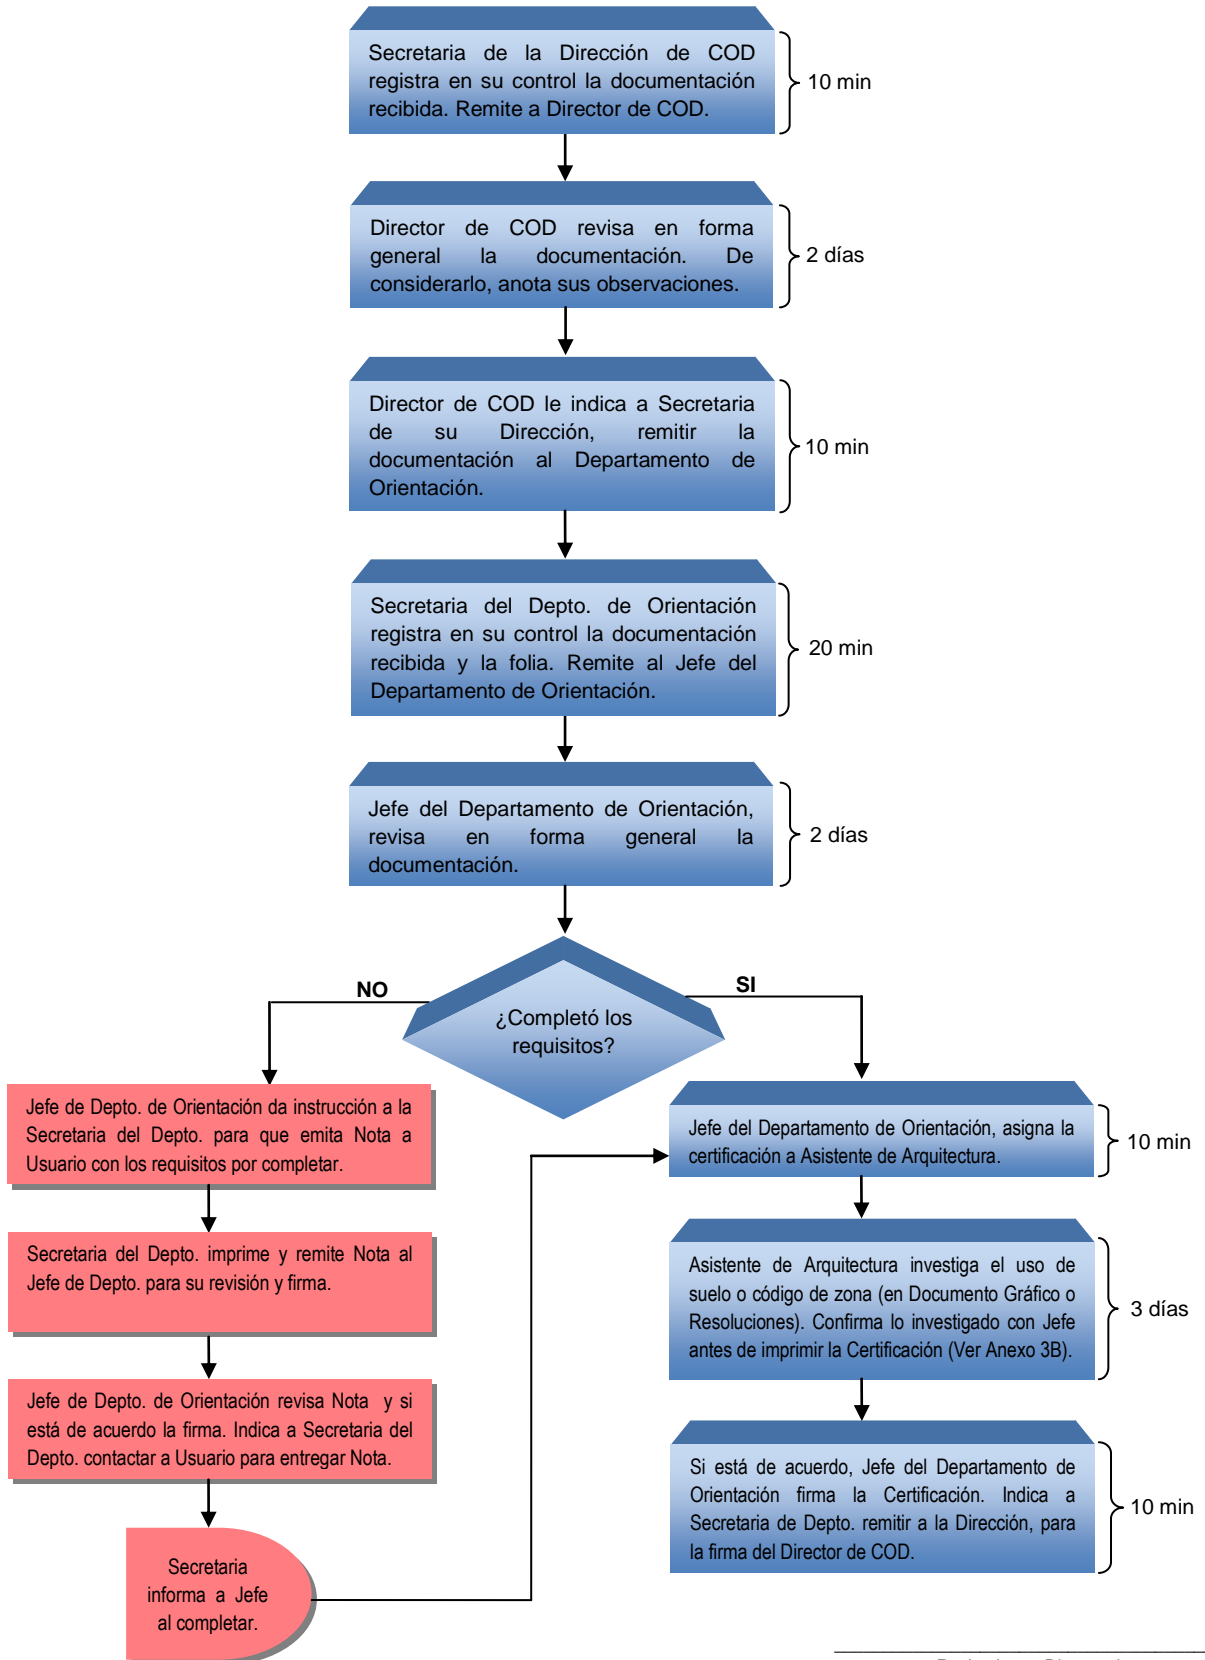 Secretaria de la Dirección de COD
registra en su control la documentación
recibida. Remite a Director de COD.
10 min
Director de COD revisa en forma
general la documentación. De
considerarlo, anota sus observaciones.
2 días
Director de COD le indica a Secretaria
de su Dirección, remitir la
documentación al Departamento de
Orientación.
10 min
Secretaria del Depto. de Orientación
registra en su control la documentación
recibida y la folia. Remite al Jefe del
Departamento de Orientación.
20 min
Jefe del Departamento de Orientación,
revisa en forma general la
documentación.
2 días
¿Completó los
requisitos?
NO
SI
Jefe de Depto. de Orientación da instrucción a la
Secretaria del Depto. para que emita Nota a
Usuario con los requisitos por completar.
Secretaria del Depto. imprime y remite Nota al
Jefe de Depto. para su revisión y firma.
Jefe de Depto. de Orientación revisa Nota y si
está de acuerdo la firma. Indica a Secretaria del
Depto. contactar a Usuario para entregar Nota.
Secretaria
informa a Jefe
al completar.
Jefe del Departamento de Orientación, asigna la
certificación a Asistente de Arquitectura.
10 min
Asistente de Arquitectura investiga el uso de
suelo o código de zona (en Documento Gráfico o
Resoluciones). Confirma lo investigado con Jefe
antes de imprimir la Certificación (Ver Anexo 3B).
3 días
Si está de acuerdo, Jefe del Departamento de
Orientación firma la Certificación. Indica a
Secretaria de Depto. remitir a la Dirección, para
la firma del Director de COD.
10 min